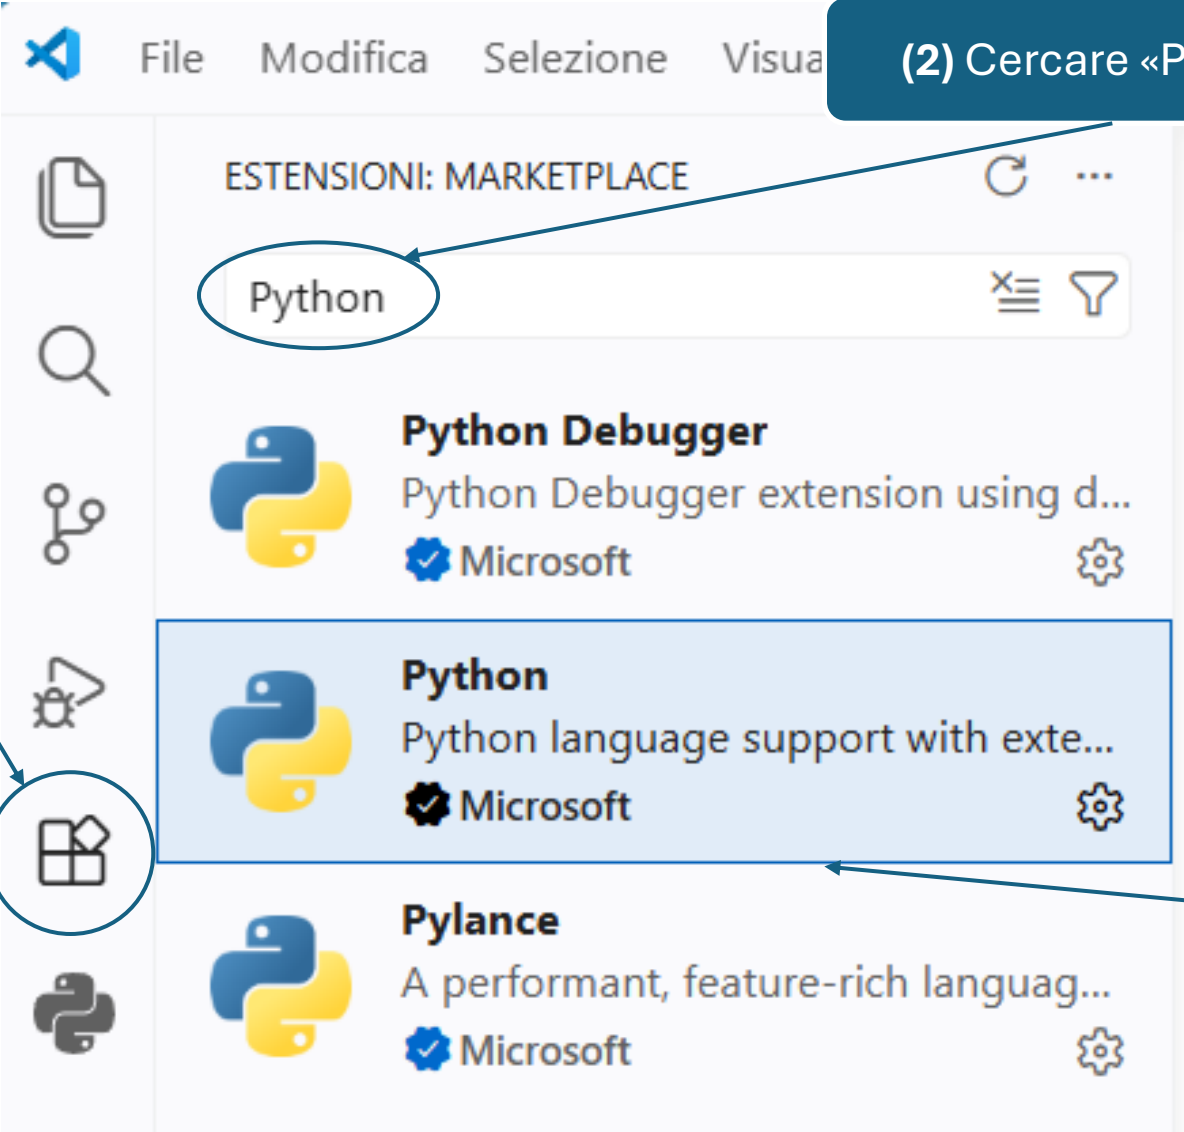 File Modifica Selezione Visua
(2) Cercare «P
ESTENSIONI: MARKETPLACE
Python
Python Debugger
Python Debugger extension using d...
Microsoft
Python
Python language support with exte...
Microsoft
Pylance
A performant, feature-rich languag...
Microsoft